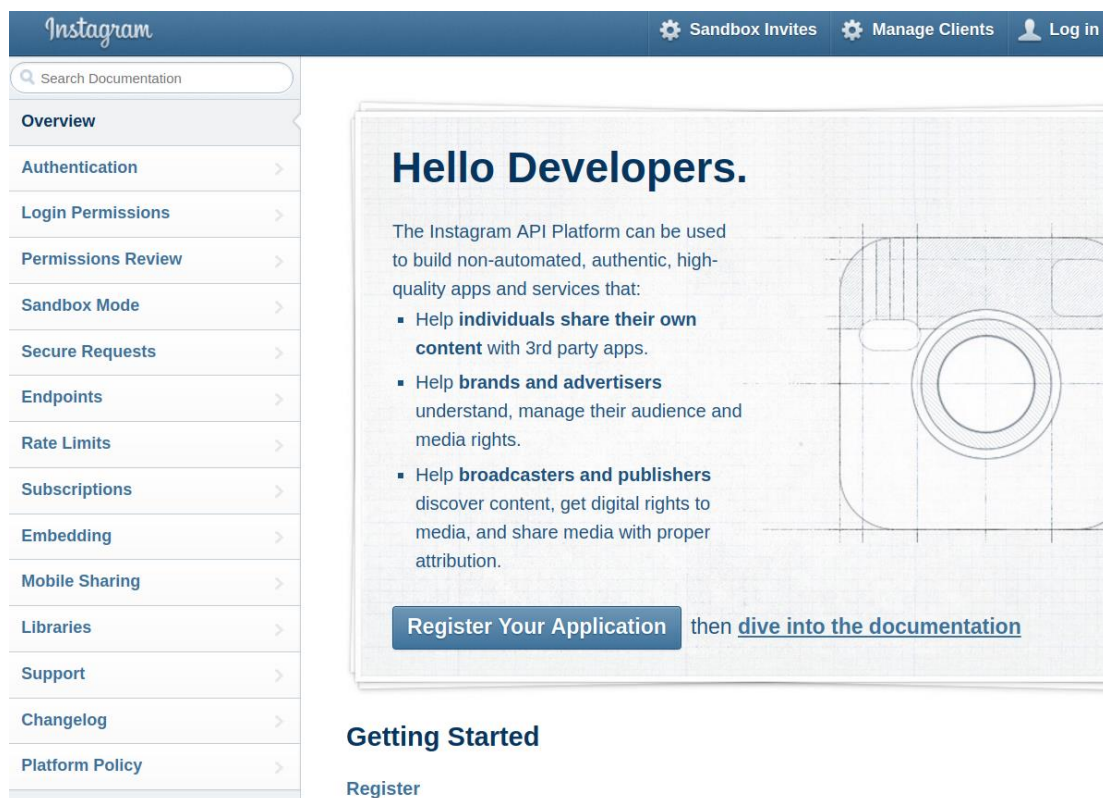 Instagram
Sandbox Invites
Manage Clients
Log in
Search Documentation
Overview
Authentication
Login Permissions
Permissions Review
Sandbox Mode
Secure Requests
Endpoints
Rate Limits
Subscriptions
Embedding
Mobile Sharing
Libraries
Support
Changelog
Platform Policy
Hello Developers.
The Instagram API Platform can be used
to build non-automated, authentic, high-
quality apps and services that:
Help individuals share their own
content with 3rd party apps.
Help brands and advertisers
understand, manage their audience and
media rights.
Help broadcasters and publishers
discover content, get digital rights to
media, and share media with proper
attribution.
Register Your Application then dive into the documentation
Getting Started
Register